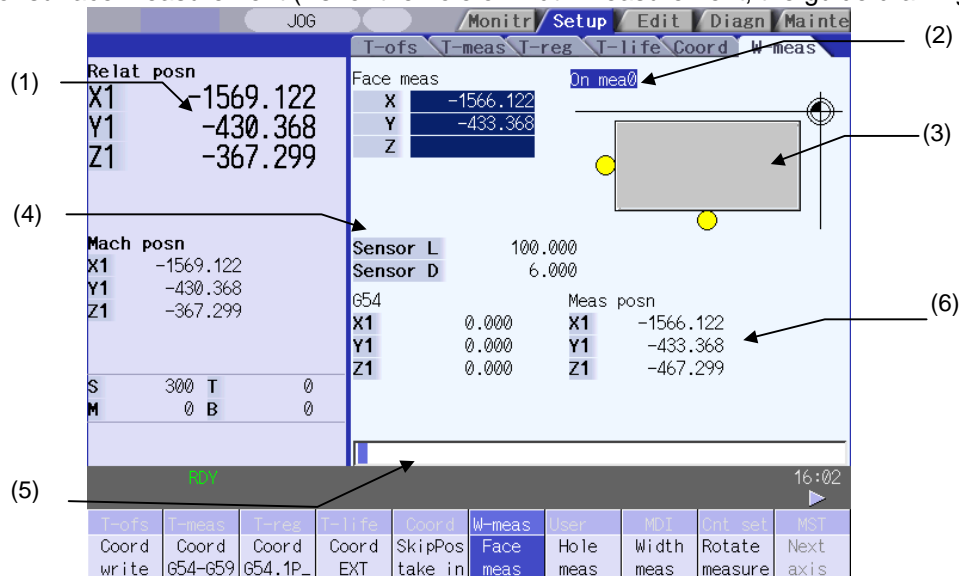 JOG Monitr Setup Edit Diagn Mainte
T-ofs T-meas T-reg T-life Coord W-meas
(2)
Relat posn
X1 -1569.122
Y1 -430.368
Z1 -367.299
(1)
Face meas On mea0
X -1566.122
Y -433.368
Z
(3)
(4)
Mach posn
X1 -1569.122
Y1 -430.368
Z1 -367.299
Sensor L 100.000
Sensor D 6.000
G54 Meas posn
X1 0.000 X1 -1566.122
Y1 0.000 Y1 -433.368
Z1 0.000 Z1 -467.299
(6)
S 300 T 0
M 0 B 0
RDY 16:02
(5)
T-ofs T-meas T-reg T-life Coord W-meas User MDI Cnt set MST
Coord Coord Coord Coord SkipPos Face Hole Width Rotate Next
write G54-G59 G54.1P_ EXT take in meas meas meas measure axis